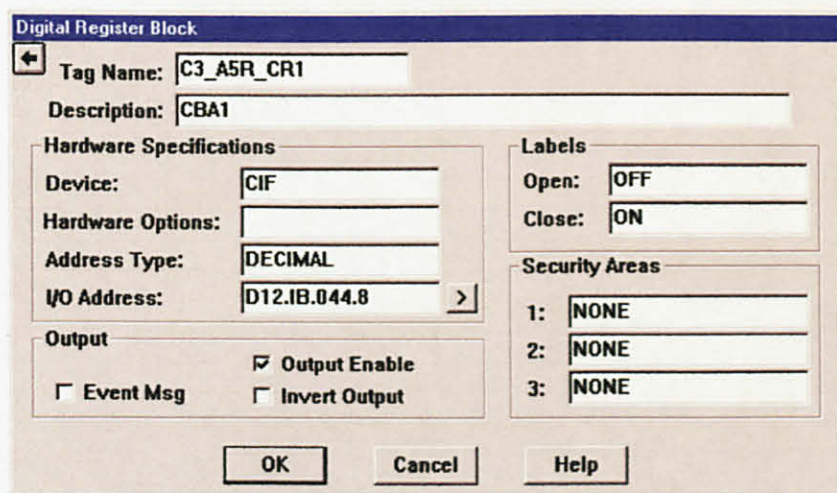 Digital Register Block
Tag Name: C3_A5R_CR1
Description: CBA1
Hardware Specifications
Device: CIF
Hardware Options:
Address Type: DECIMAL
I/O Address: D12.IB.044.8 >
Labels
Open: OFF
Close: ON
Security Areas
1: NONE
2: NONE
3: NONE
Output
Output Enable
Event Msg
Invert Output
OK Cancel Help